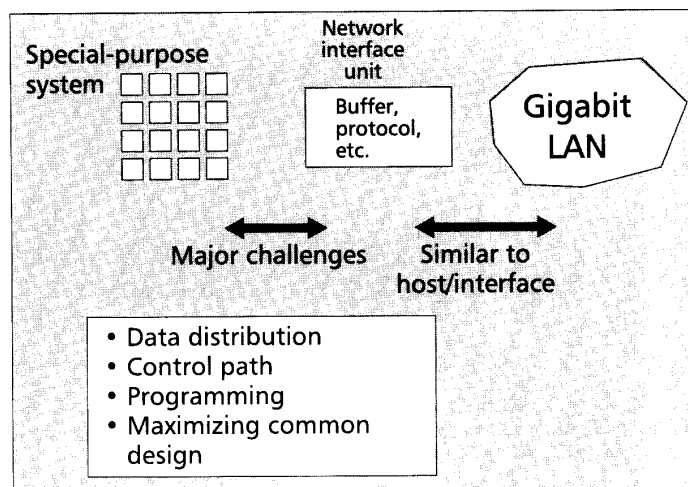 Special-purpose
system
Network
interface
unit
Buffer,
protocol,
etc.
Gigabit
LAN
Major challenges
Similar to
host/interface
• Data distribution
• Control path
• Programming
• Maximizing common
design